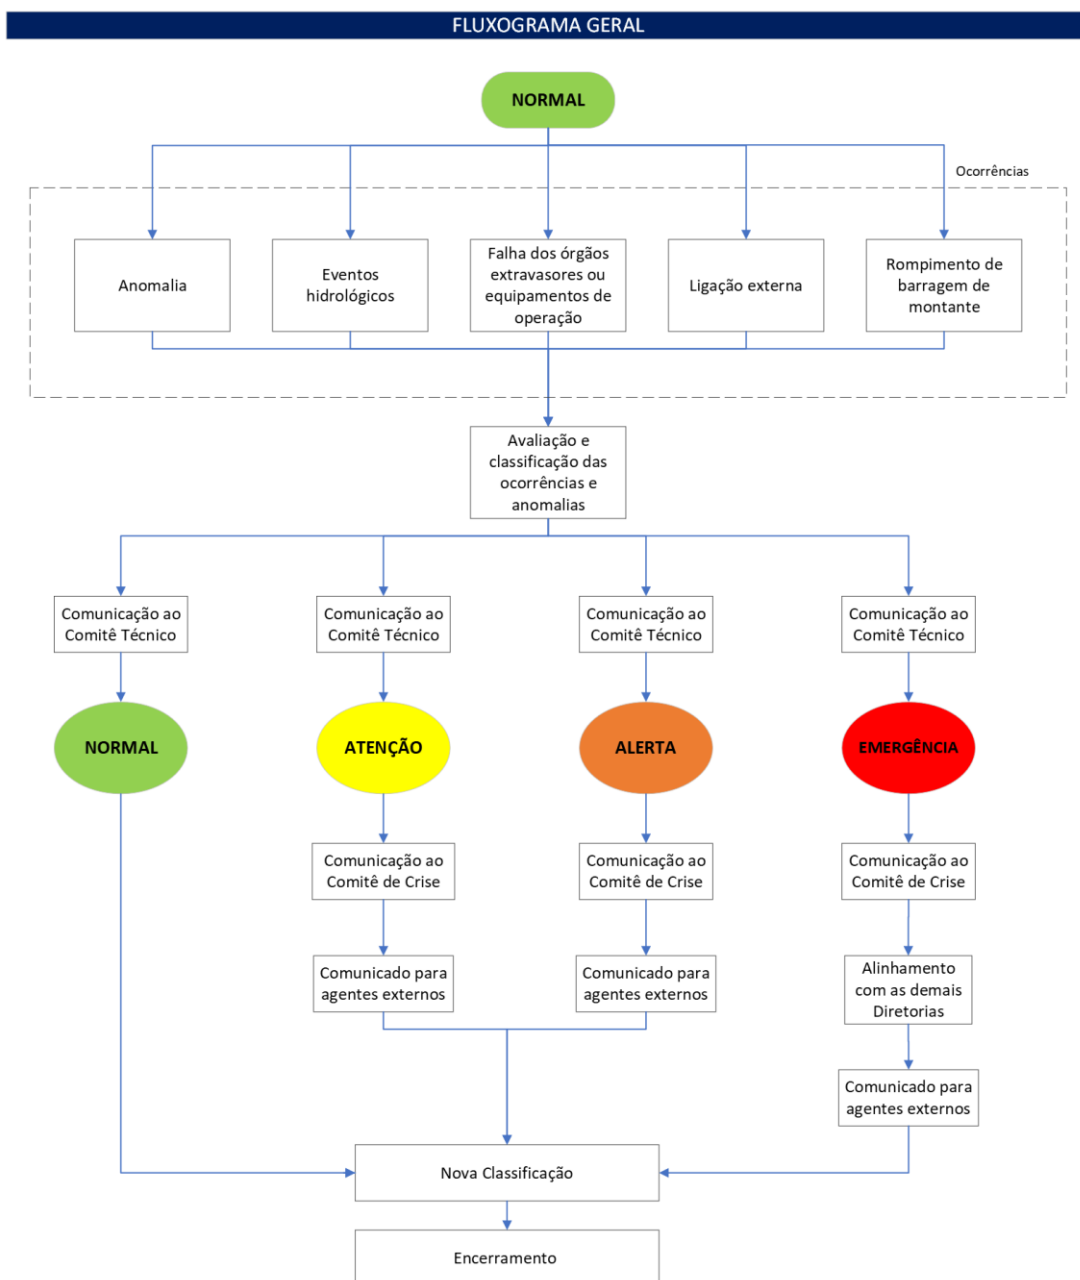 FLUXOGRAMA GERAL
NORMAL
Ocorrências
Anomalia
Eventos
hidrológicos
Falha dos órgãos
extravasores ou
equipamentos de
operação
Ligação externa
Rompimento de
barragem de
montante
Avaliação e
classificação das
ocorrências e
anomalias
Comunicação ao
Comitê Técnico
Comunicação ao
Comitê Técnico
Comunicação ao
Comitê Técnico
Comunicação ao
Comitê Técnico
NORMAL
ATENÇÃO
ALERTA
EMERGÊNCIA
Comunicação ao
Comitê de Crise
Comunicação ao
Comitê de Crise
Comunicação ao
Comitê de Crise
Comunicado para
agentes externos
Comunicado para
agentes externos
Alinhamento
com as demais
Diretorias
Comunicado para
agentes externos
Nova Classificação
Encerramento